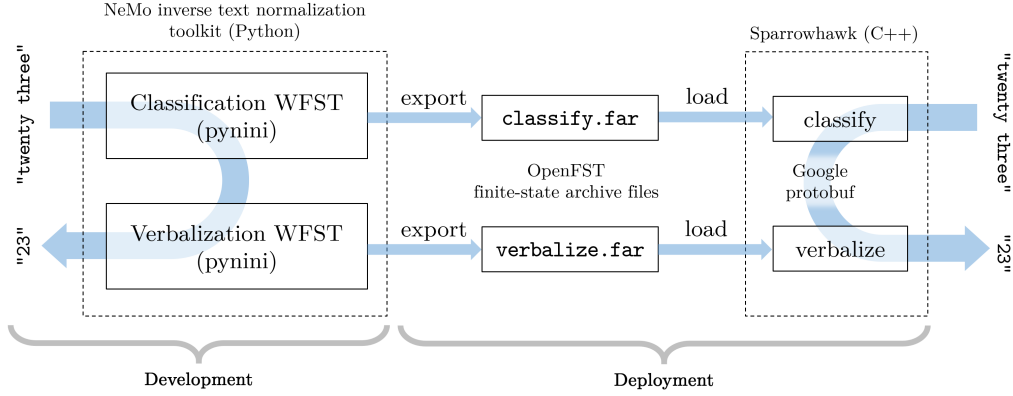 NeMo inverse text normalization
toolkit (Python)
"twenty three"
Classification WFST
(pynini)
Verbalization WFST
(pynini)
"23"
export
export
classify.far
OpenFST
finite-state archive files
verbalize.far
load
load
Sparrowhawk (C++)
classify
Google
protobuf
verbalize
"twenty three"
"23"
Development
Deployment